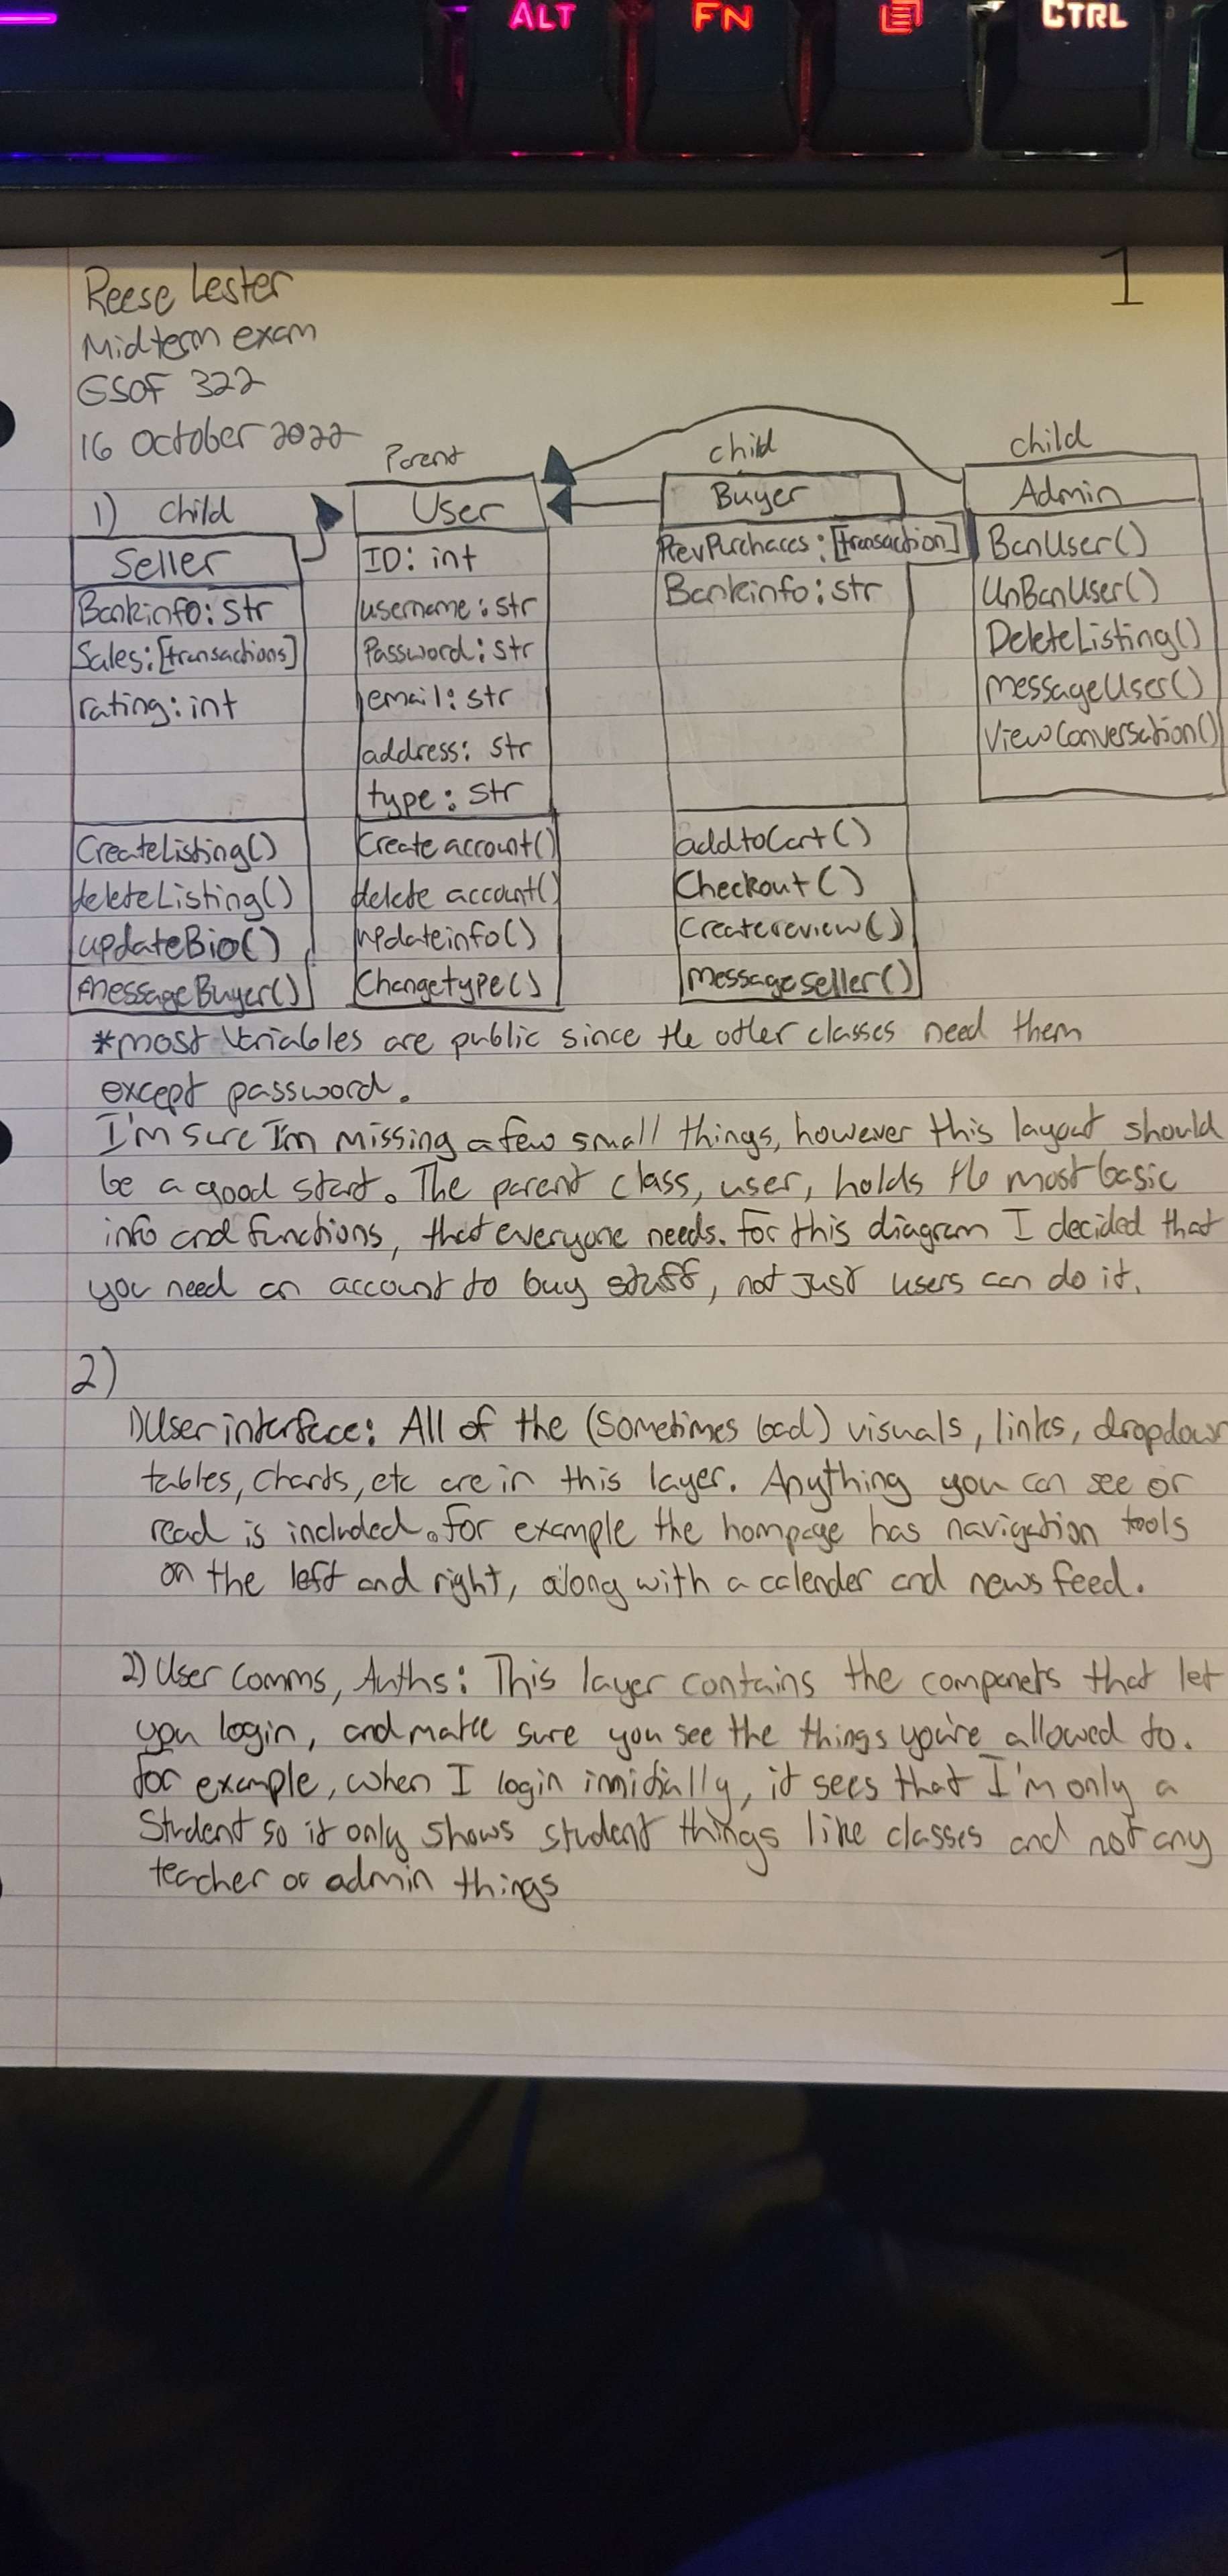 ALT FN CTRL
1
Reese Lester
Midterm exam
GSOF 322
16 October 2022
Parent
child
child
1) child
User
Buyer
Admin
Seller
ID: int
PrevPurchaces: [transaction]
BanUser()
Bankinfo: str
username: str
Bankinfo: str
UnBanUser()
Sales: [transactions]
Password: str
DeleteListing()
rating: int
email: str
messageUser()
address: str
ViewConversation()
type: str
CreateListing()
Create account()
addtoCart()
deleteListing()
delete account()
Checkout()
updateBio()
updateinfo()
Createreview()
messageBuyer()
Changetype()
messageseller()
*most variables are public since the other classes need them
except password.
I'm sure I'm missing a few small things, however this layout should
be a good start. The parent class, user, holds the most basic
info and functions, that everyone needs. For this diagram I decided that
you need an account to buy stuff, not just users can do it.
2)
1) User interface: All of the (sometimes bad) visuals, links, dropdown
tables, charts, etc are in this layer. Anything you can see or
read is included. For example the hompage has navigation tools
on the left and right, along with a calender and news feed.
2) User Comms, Auths: This layer contains the componets that let
you login, and make sure you see the things you're allowed to.
For example, when I login innitially, it sees that I'm only a
Student so it only shows student things like classes and not any
teacher or admin things